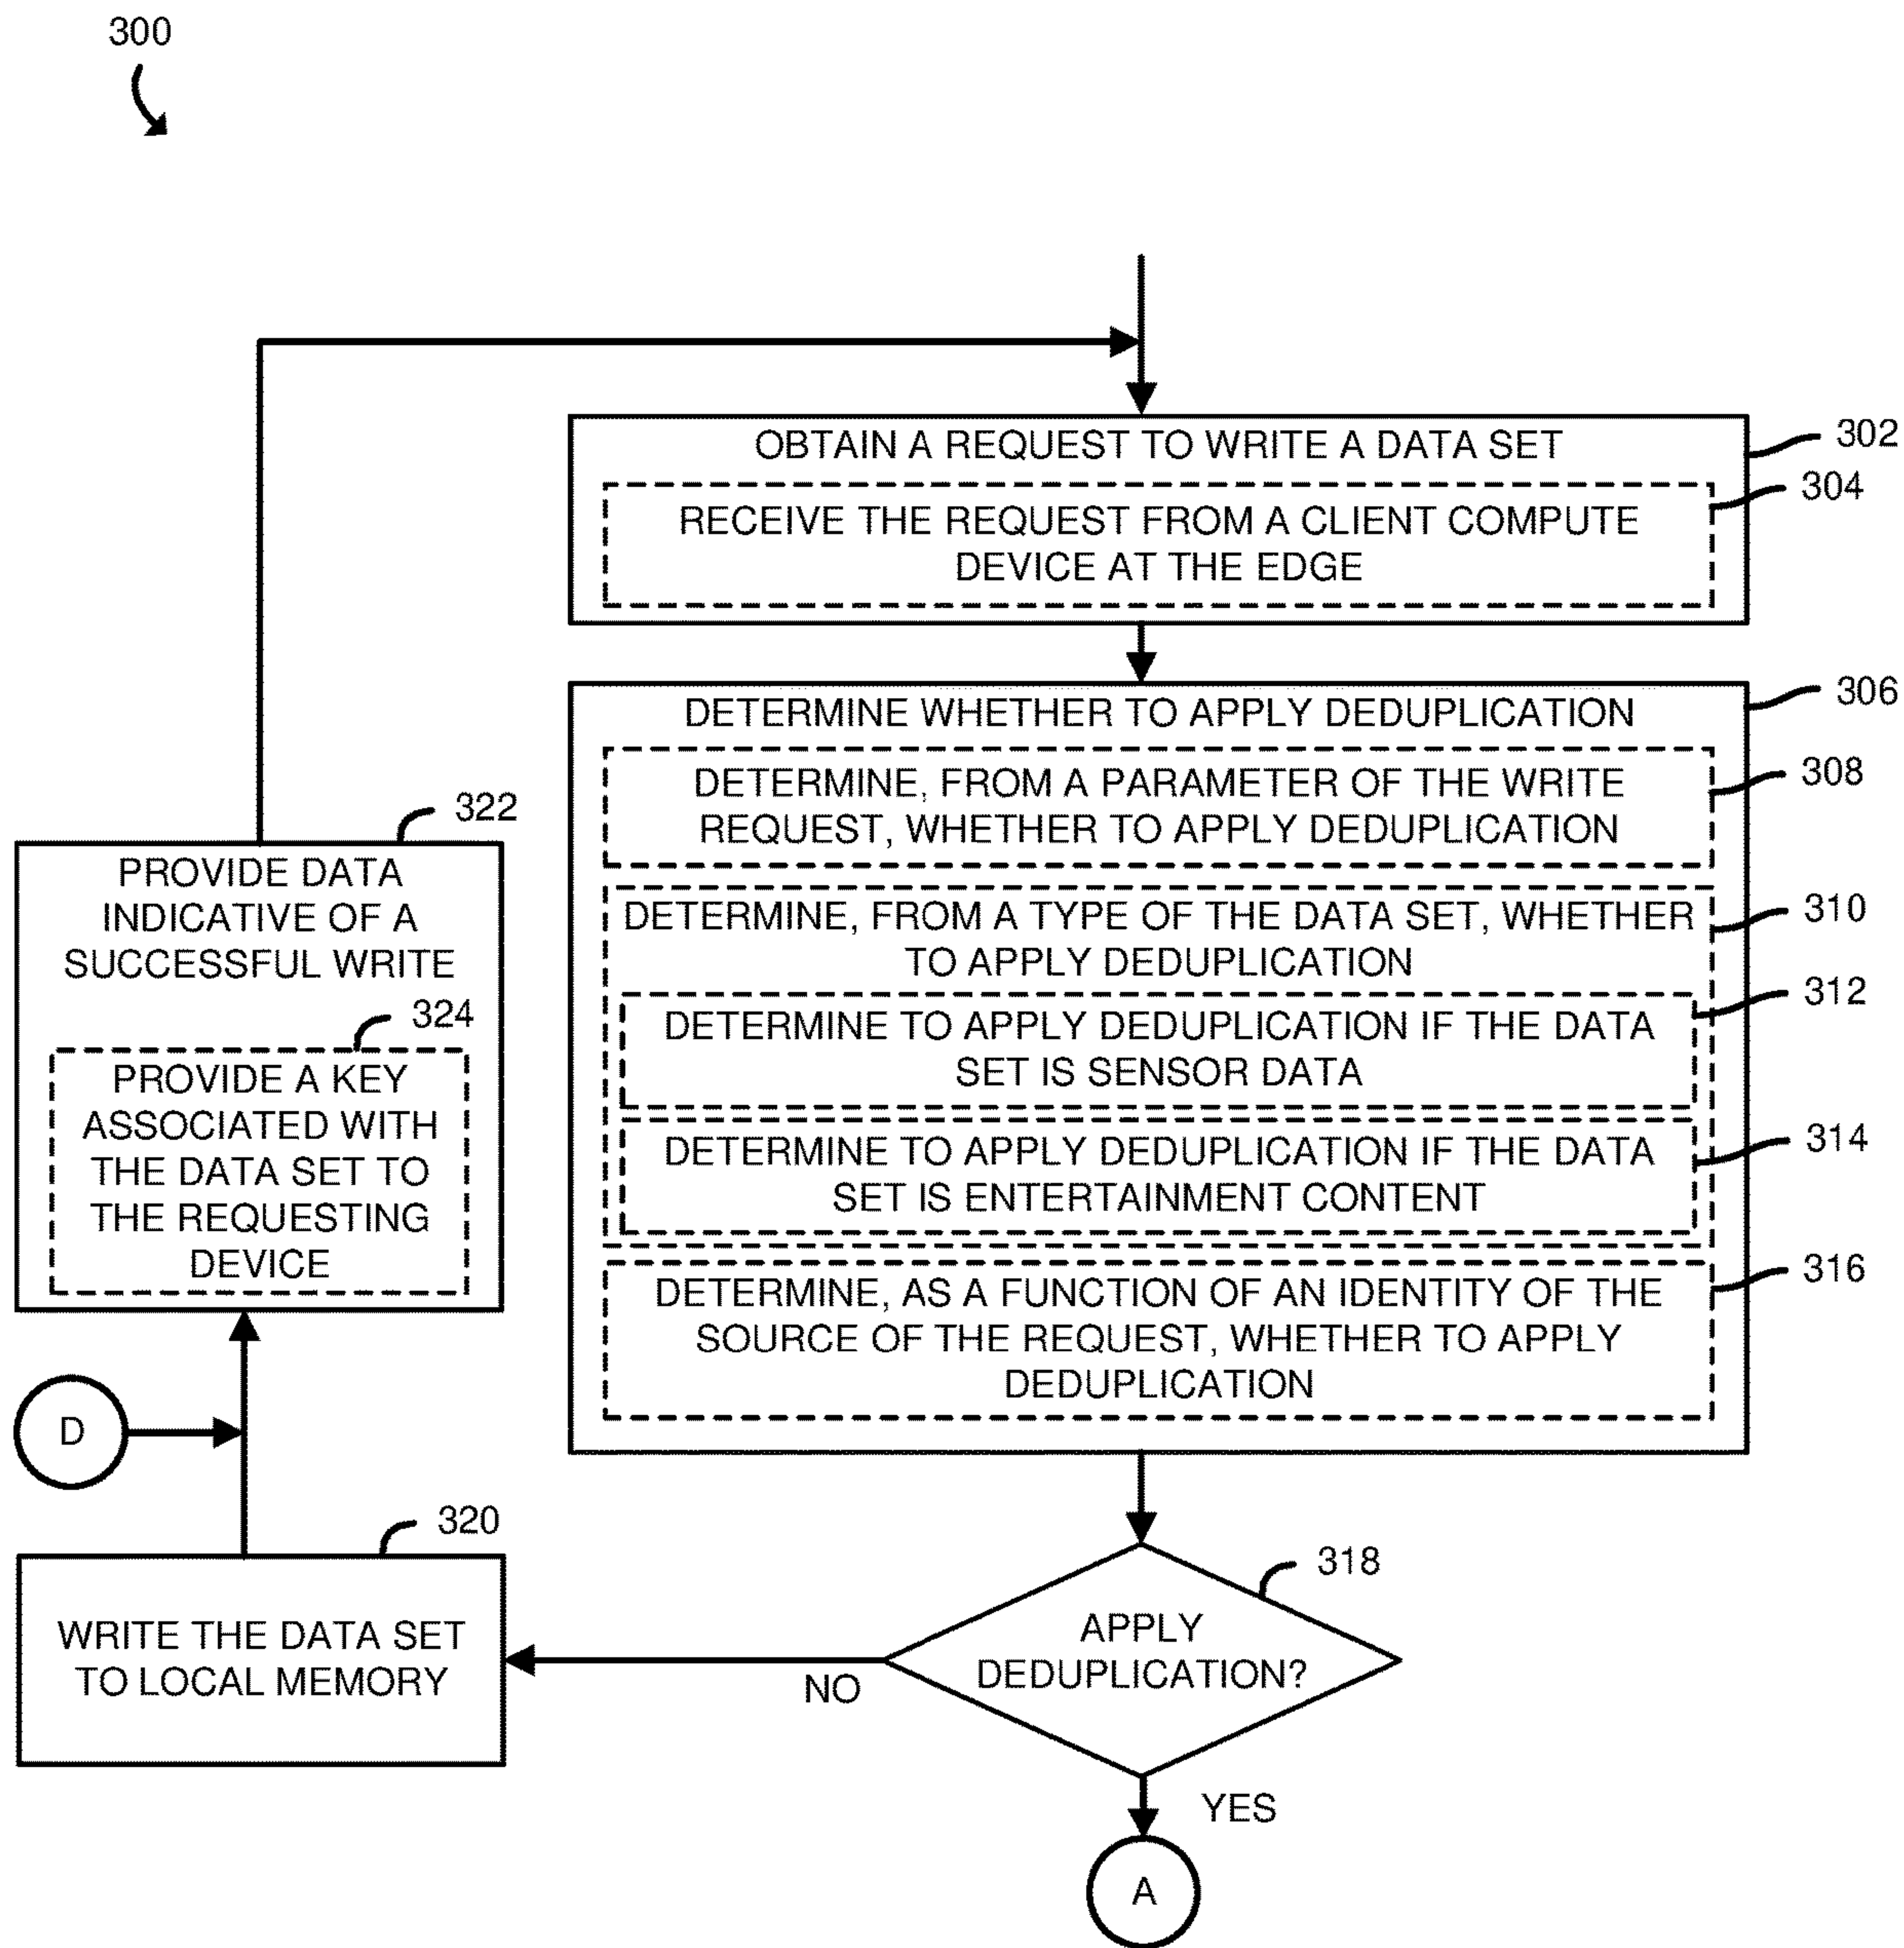 300
OBTAIN A REQUEST TO WRITE A DATA SET
302
RECEIVE THE REQUEST FROM A CLIENT COMPUTE
DEVICE AT THE EDGE
304
DETERMINE WHETHER TO APPLY DEDUPLICATION
306
DETERMINE, FROM A PARAMETER OF THE WRITE
REQUEST, WHETHER TO APPLY DEDUPLICATION
308
DETERMINE, FROM A TYPE OF THE DATA SET, WHETHER
TO APPLY DEDUPLICATION
310
DETERMINE TO APPLY DEDUPLICATION IF THE DATA
SET IS SENSOR DATA
312
DETERMINE TO APPLY DEDUPLICATION IF THE DATA
SET IS ENTERTAINMENT CONTENT
314
DETERMINE, AS A FUNCTION OF AN IDENTITY OF THE
SOURCE OF THE REQUEST, WHETHER TO APPLY
DEDUPLICATION
316
APPLY
DEDUPLICATION?
318
NO
YES
A
WRITE THE DATA SET
TO LOCAL MEMORY
320
D
PROVIDE DATA
INDICATIVE OF A
SUCCESSFUL WRITE
322
PROVIDE A KEY
ASSOCIATED WITH
THE DATA SET TO
THE REQUESTING
DEVICE
324